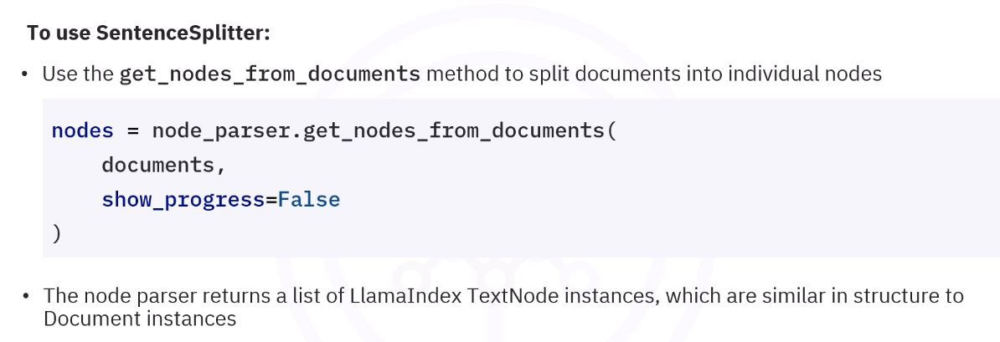 To use SentenceSplitter:
• Use the get_nodes_from_documents method to split documents into individual nodes
nodes = node_parser.get_nodes_from_documents(
    documents,
    show_progress=False
)
• The node parser returns a list of LlamaIndex TextNode instances, which are similar in structure to
Document instances